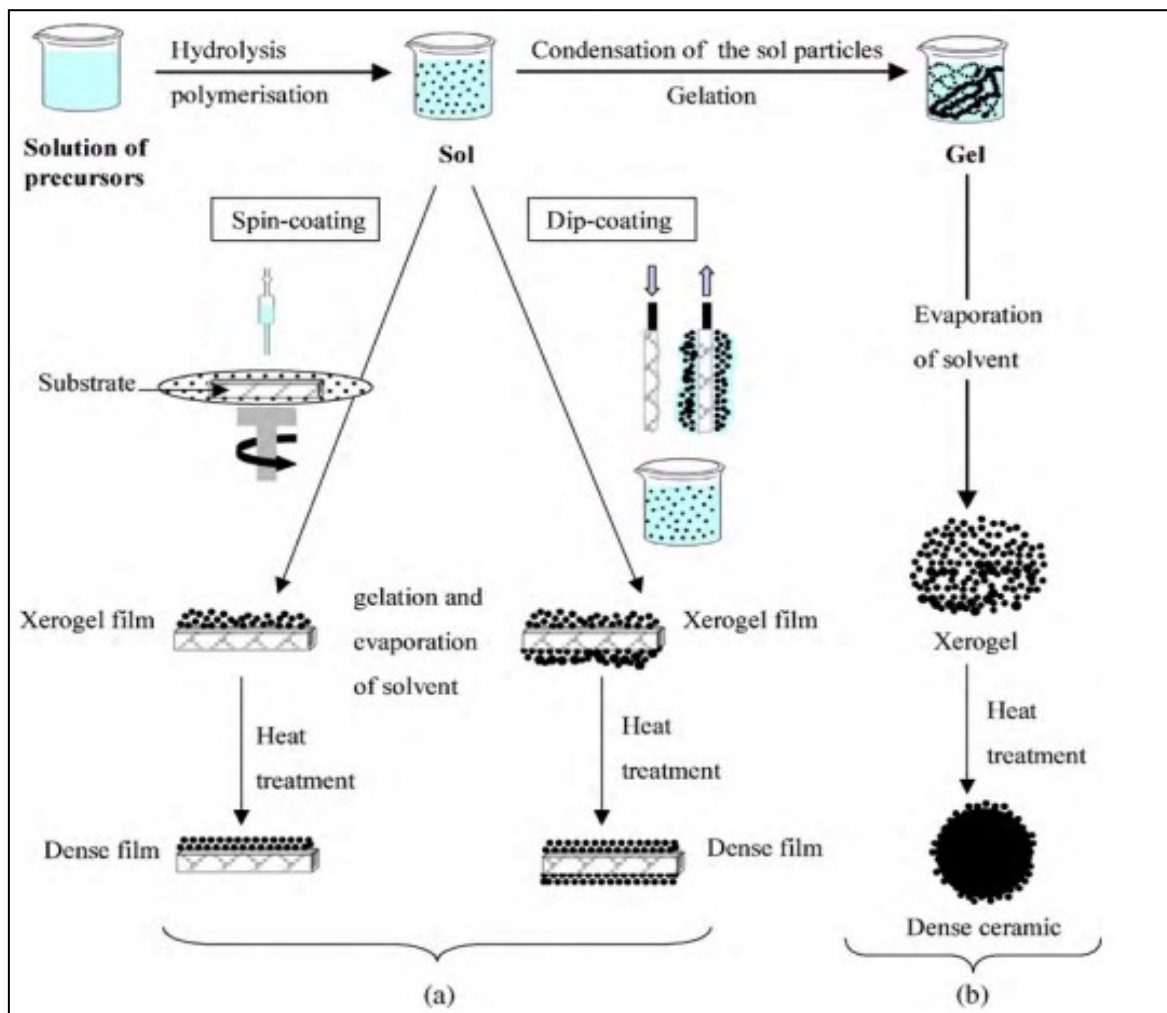 Hydrolysis
polymerisation
Condensation of the sol particles
Gelation
Solution of
precursors
Sol
Gel
Spin-coating
Dip-coating
Substrate
Evaporation
of solvent
Xerogel film
gelation and
evaporation
of solvent
Xerogel film
Xerogel
Heat
treatment
Heat
treatment
Heat
treatment
Dense film
Dense film
Dense ceramic
(a)
(b)